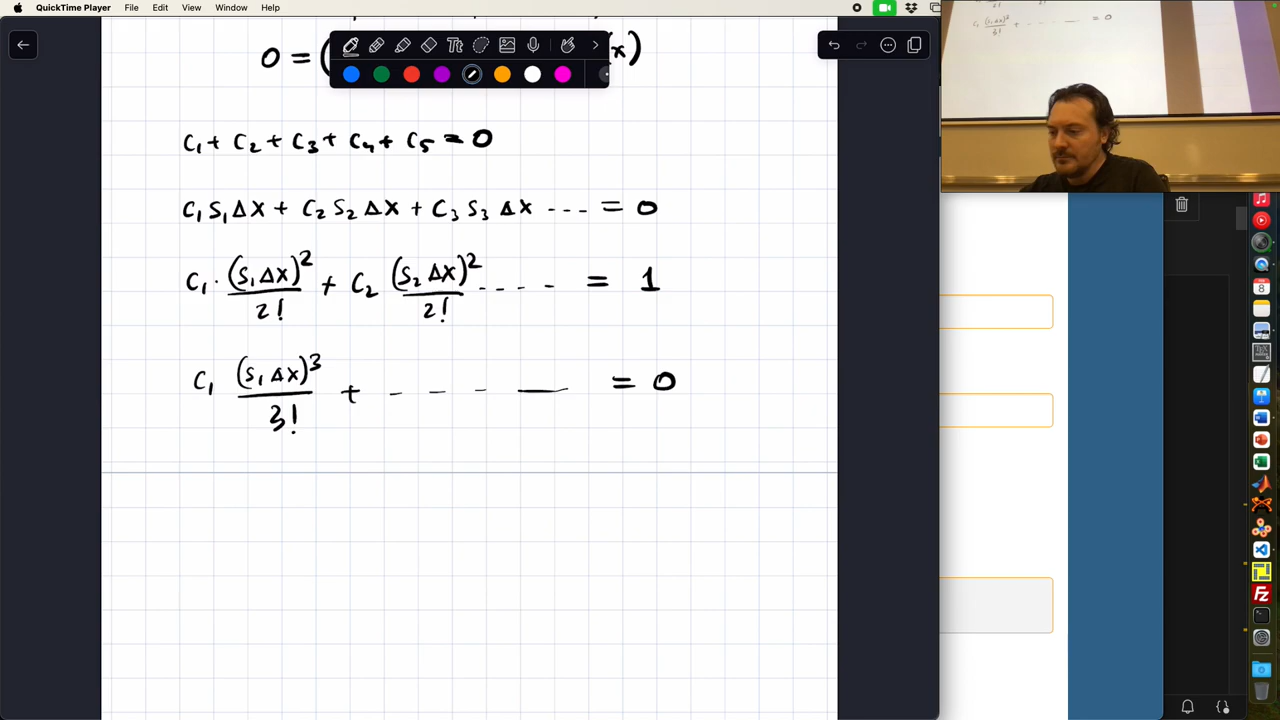 QuickTime Player File Edit View Window Help
0 = ( x)
Tt
C₁ + C₂ + C₃ + C₄ + C₅ = 0
C₁ S₁ Δx + C₂ S₂ Δx + C₃ S₃ Δx --- = 0
C₁ · (S₁Δx)²/2! + C₂ (S₂ Δx)²/2! ---- = 1
C₁ (S₁ Δx)³/3! + ---- = 0